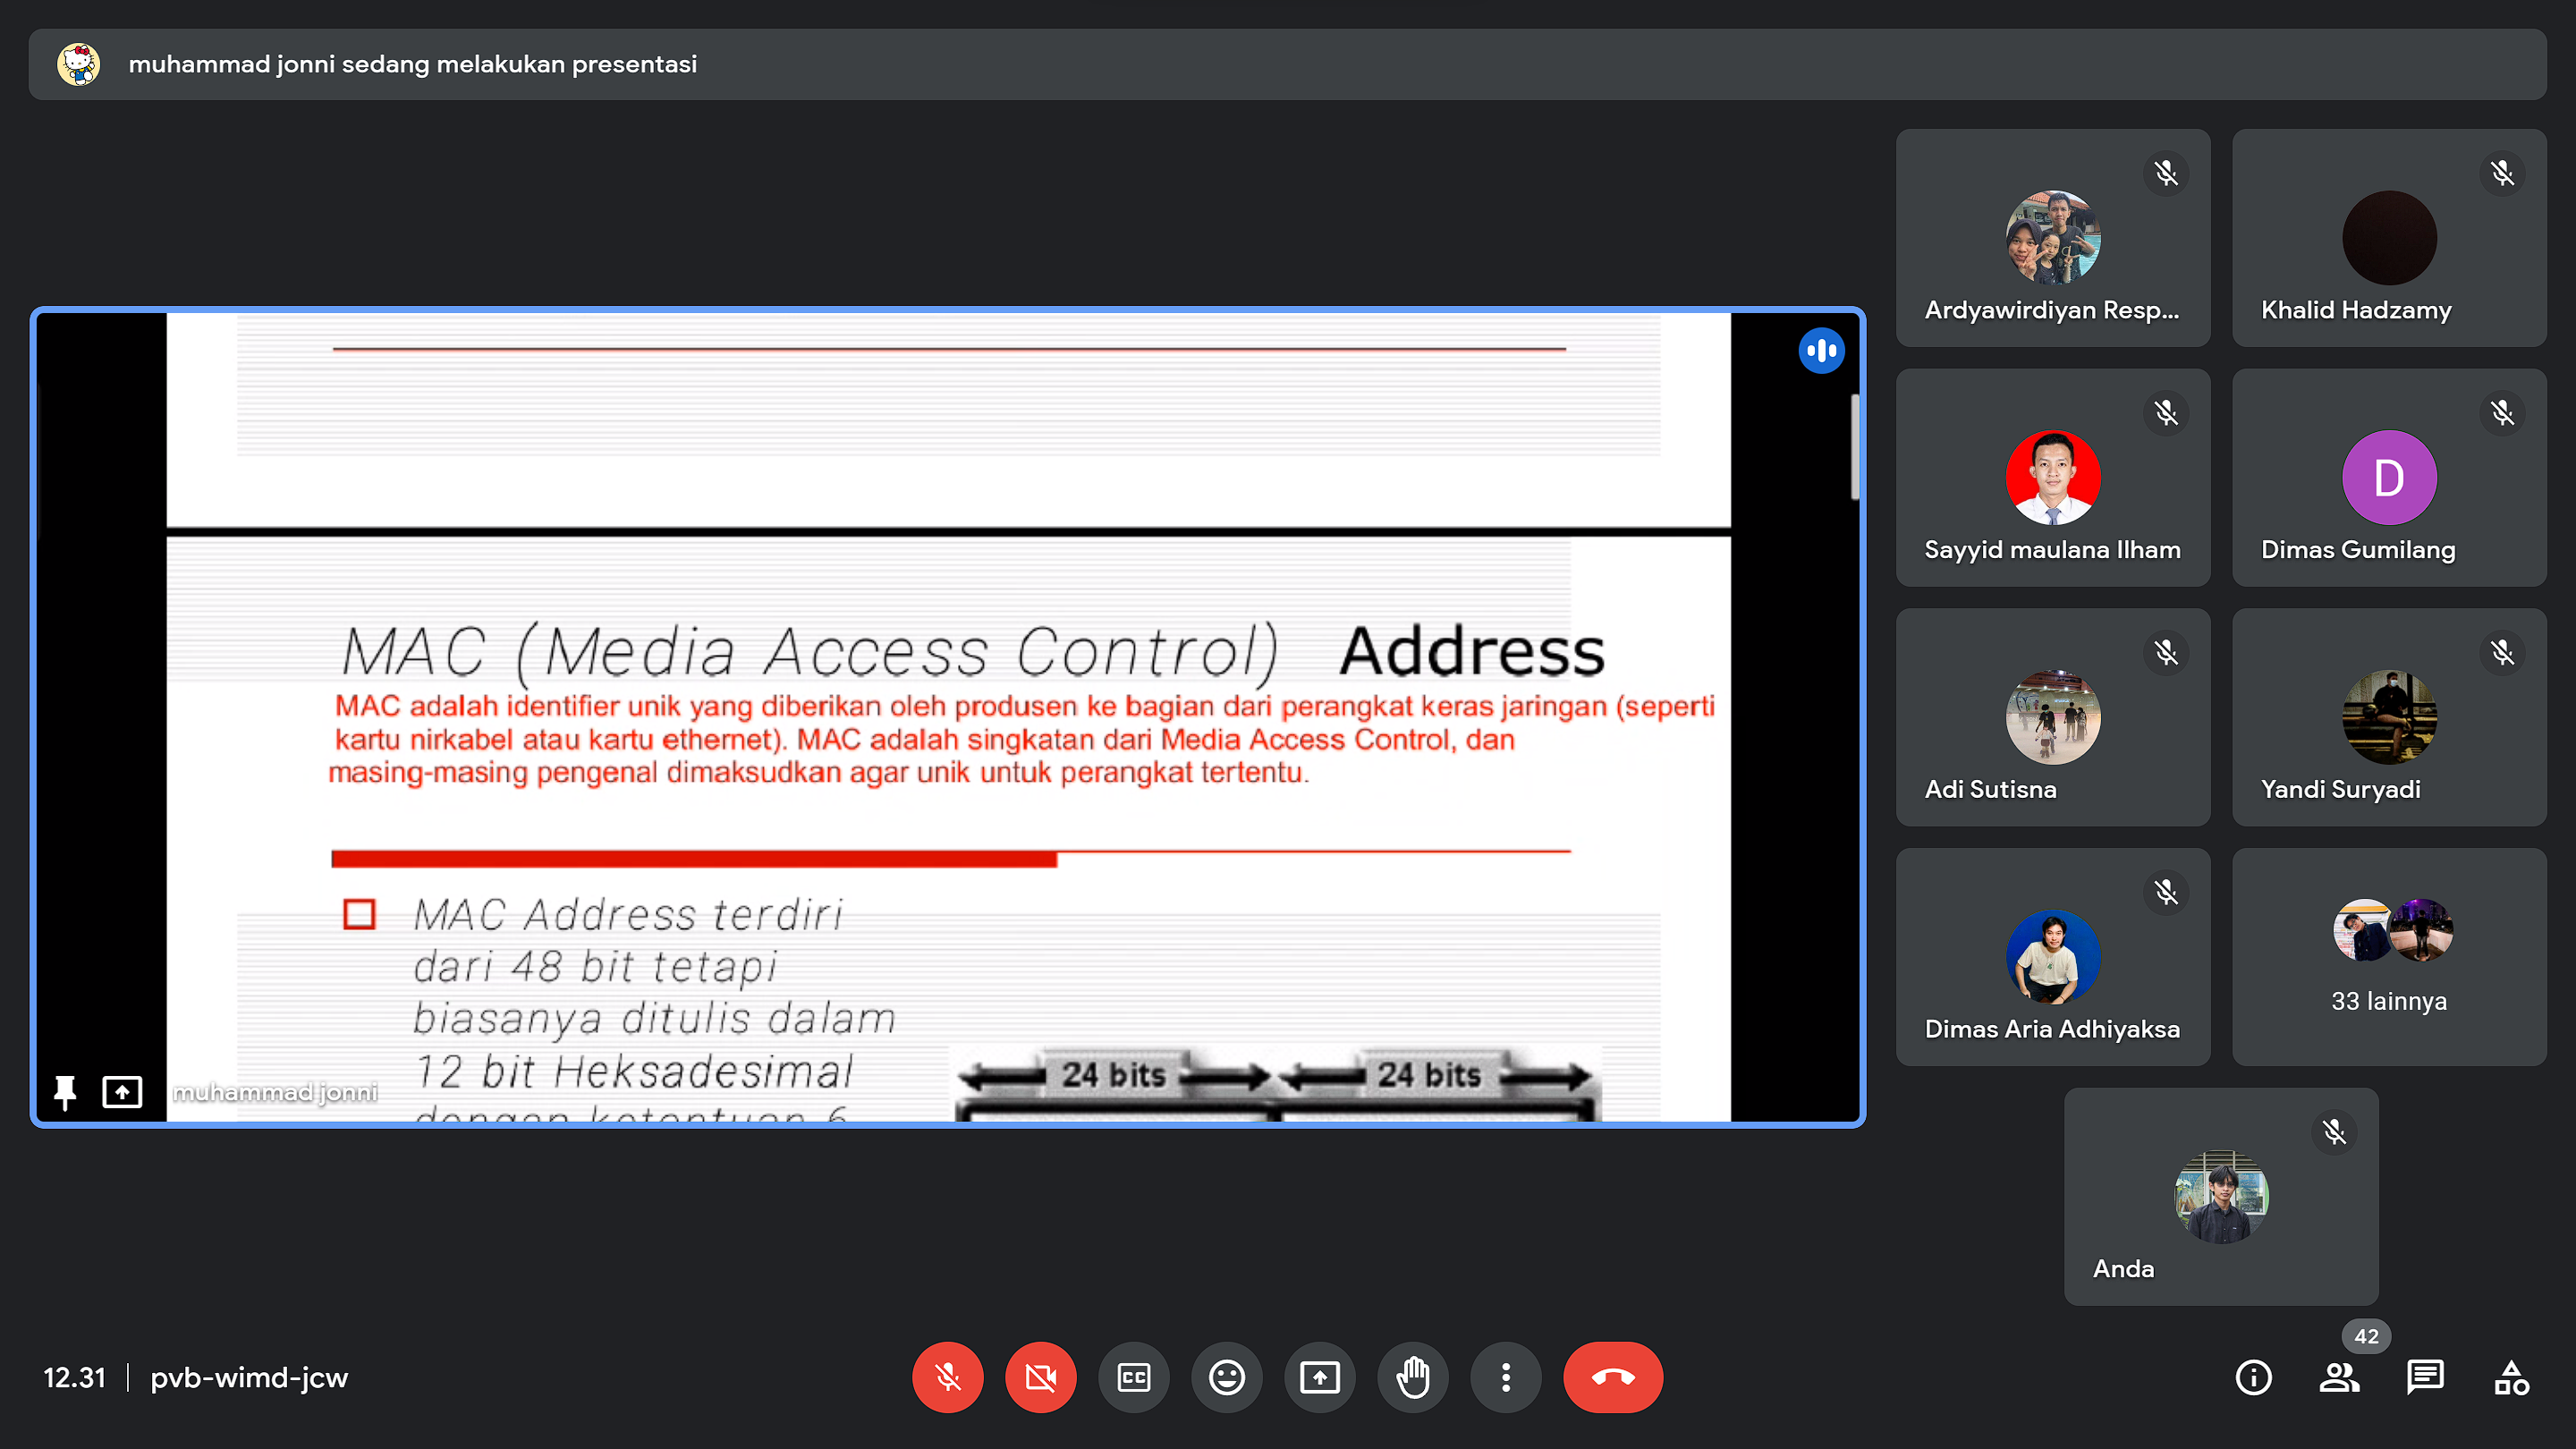 muhammad jonni sedang melakukan presentasi
MAC (Media Access Control) Address
MAC adalah identifier unik yang diberikan oleh produsen ke bagian dari perangkat keras jaringan (seperti
kartu nirkabel atau kartu ethernet). MAC adalah singkatan dari Media Access Control, dan
masing-masing pengenal dimaksudkan agar unik untuk perangkat tertentu.
MAC Address terdiri
dari 48 bit tetapi
biasanya ditulis dalam
12 bit Heksadesimal
dengan ketentuan 6
24 bits
24 bits
muhammad jonni
Ardyawirdiyan Resp...
Khalid Hadzamy
Sayyid maulana Ilham
D
Dimas Gumilang
Adi Sutisna
Yandi Suryadi
Dimas Aria Adhiyaksa
33 lainnya
Anda
12.31
pvb-wimd-jcw
CC
42